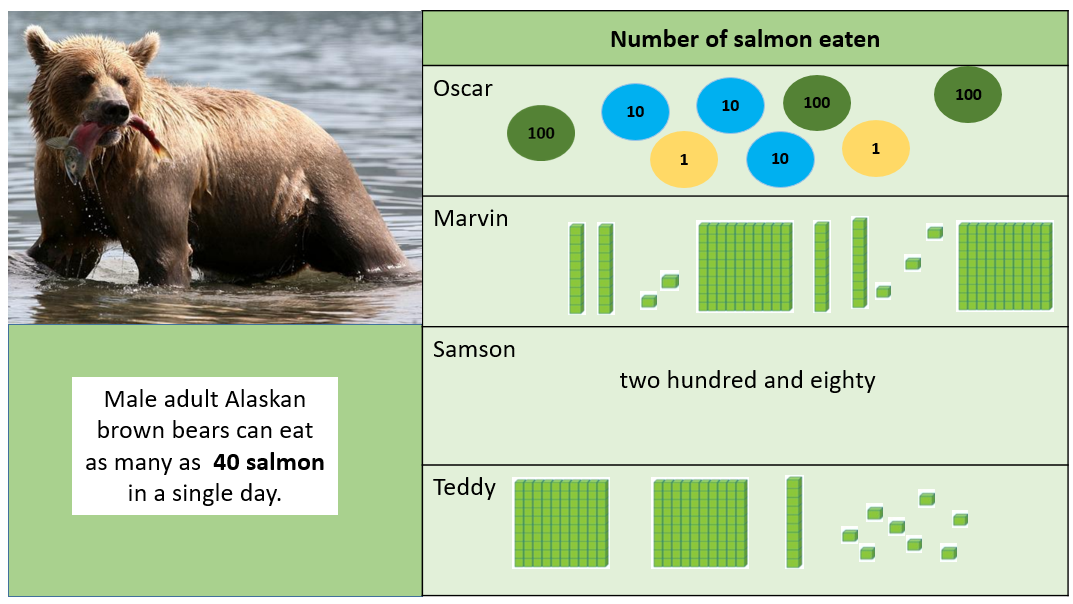 Number of salmon eaten
Oscar
100
10
10
100
100
1
10
1
Marvin
Samson
two hundred and eighty
Teddy
Male adult Alaskan
brown bears can eat
as many as 40 salmon
in a single day.